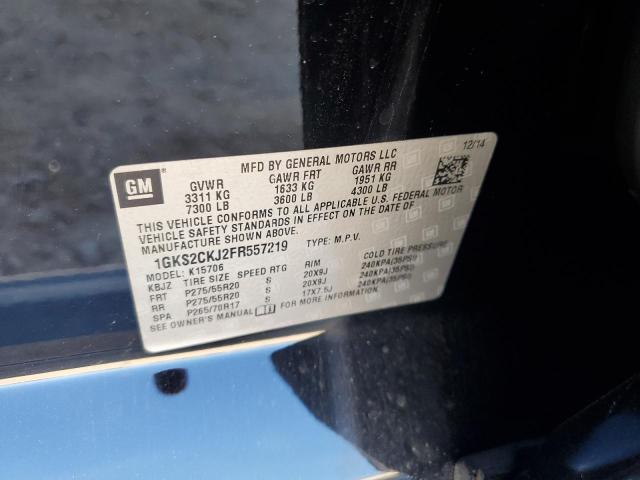 GM
MFD BY GENERAL MOTORS LLC 12/14
GVWR GAWR FRT GAWR RR
3311 KG 1633 KG 1951 KG
7300 LB 3600 LB 4300 LB
THIS VEHICLE CONFORMS TO ALL APPLICABLE U.S. FEDERAL MOTOR
VEHICLE SAFETY STANDARDS IN EFFECT ON THE DATE OF
MANUFACTURE SHOWN ABOVE.
1GKS2CKJ2FR557219 TYPE: M.P.V.
MODEL: K15706
KBJZ TIRE SIZE SPEED RTG RIM COLD TIRE PRESSURE
FRT P275/55R20 S 20X9J 240KPA(35PSI)
RR P275/55R20 S 20X9J 240KPA(35PSI)
SPA P265/70R17 S 17X7.5J 240KPA(35PSI)
SEE OWNER'S MANUAL FOR MORE INFORMATION.